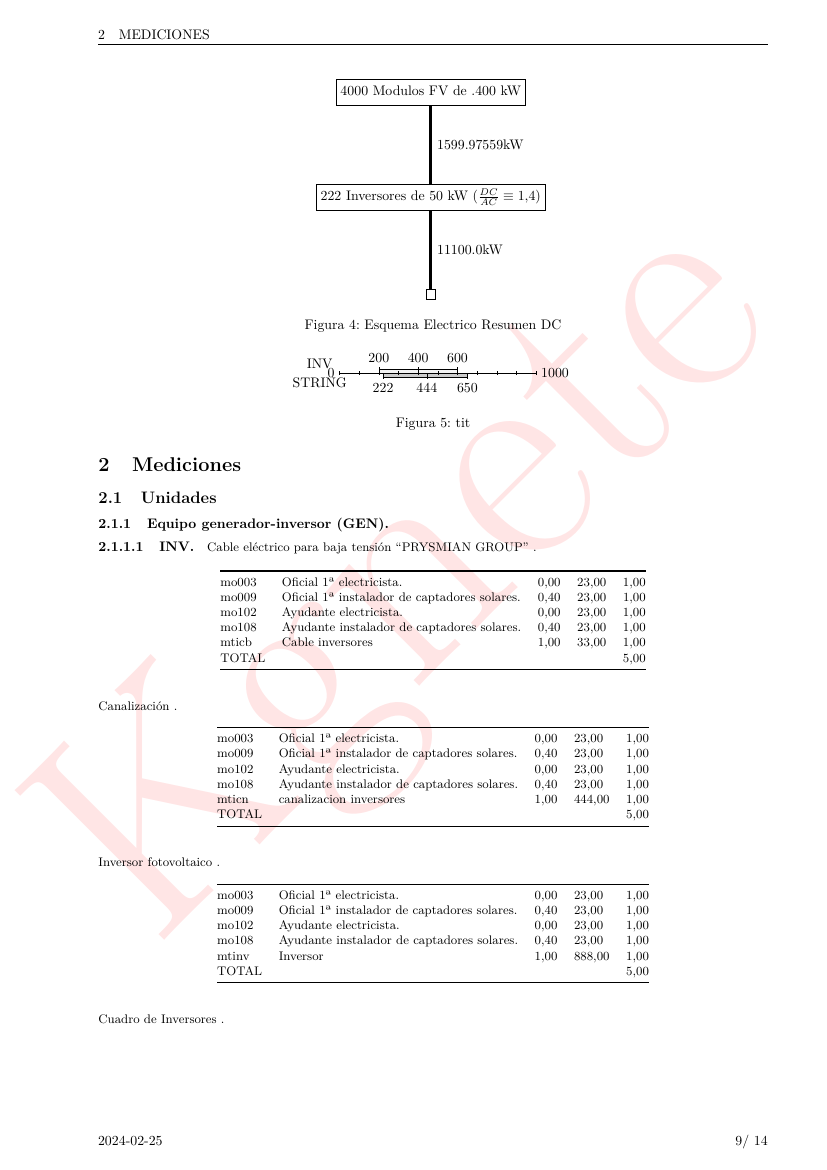 2 MEDICIONES
4000 Modulos FV de .400 kW
1599.97559kW
222 Inversores de 50 kW (DC/AC ≡ 1,4)
11100.0kW
Figura 4: Esquema Electrico Resumen DC
200 400 600
INV
0 1000
STRING
222 444 650
Figura 5: tit
2 Mediciones
2.1 Unidades
2.1.1 Equipo generador-inversor (GEN).
2.1.1.1 INV. Cable eléctrico para baja tensión “PRYSMIAN GROUP” .
mo003 Oficial 1ª electricista. 0,00 23,00 1,00
mo009 Oficial 1ª instalador de captadores solares. 0,40 23,00 1,00
mo102 Ayudante electricista. 0,00 23,00 1,00
mo108 Ayudante instalador de captadores solares. 0,40 23,00 1,00
mticb Cable inversores 1,00 33,00 1,00
TOTAL 5,00
Canalización .
mo003 Oficial 1ª electricista. 0,00 23,00 1,00
mo009 Oficial 1ª instalador de captadores solares. 0,40 23,00 1,00
mo102 Ayudante electricista. 0,00 23,00 1,00
mo108 Ayudante instalador de captadores solares. 0,40 23,00 1,00
mticn canalizacion inversores 1,00 444,00 1,00
TOTAL 5,00
Inversor fotovoltaico .
mo003 Oficial 1ª electricista. 0,00 23,00 1,00
mo009 Oficial 1ª instalador de captadores solares. 0,40 23,00 1,00
mo102 Ayudante electricista. 0,00 23,00 1,00
mo108 Ayudante instalador de captadores solares. 0,40 23,00 1,00
mtinv Inversor 1,00 888,00 1,00
TOTAL 5,00
Cuadro de Inversores .
2024-02-25 9/ 14
Kgnete